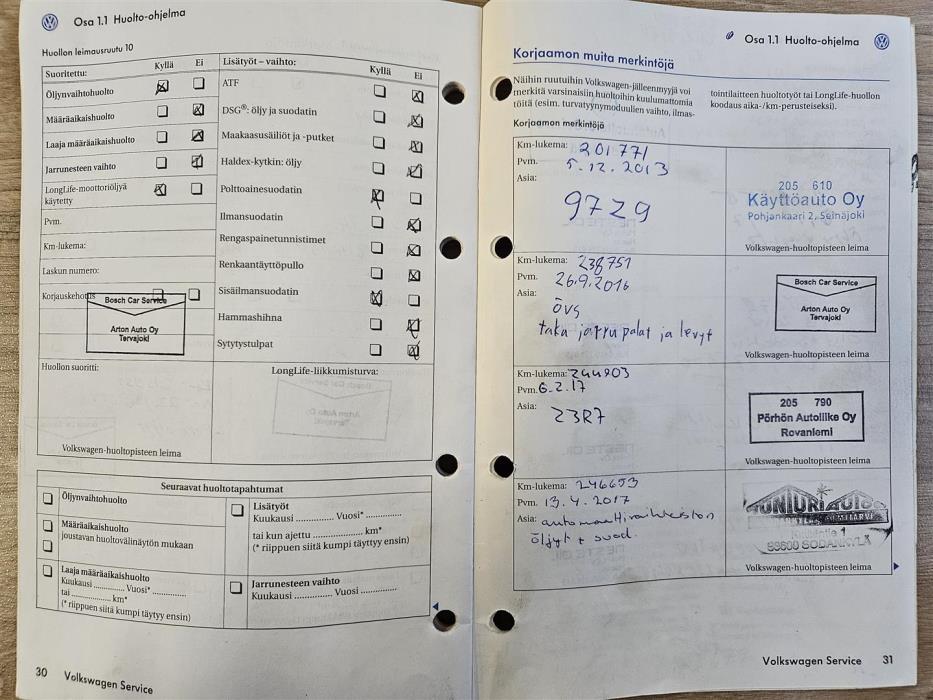 Osa 1.1 Huolto-ohjelma
Huollon leimausruutu 10
Suoritettu: Kyllä Ei
Öljynvaihtohuolto
Määräaikaishuolto
Laaja määräaikaishuolto
Jarrunesteen vaihto
LongLife-moottoriöljyä
käytetty
Pvm.
Km-lukema:
Laskun numero:
Korjauskehotus
Bosch Car Service
Arton Auto Oy
Tervajoki
Lisätyöt – vaihto: Kyllä Ei
ATF
DSG®: öljy ja suodatin
Maakaasusäiliöt ja -putket
Haldex-kytkin: öljy
Polttoainesuodatin
Ilmansuodatin
Rengaspainetunnistimet
Renkaantäyttöpullo
Sisäilmansuodatin
Hammashihna
Sytytystulpat
Huollon suoritti:
Volkswagen-huoltopisteen leima
LongLife-liikkumisturva:
Seuraavat huoltotapahtumat
Öljynvaihtohuolto
Määräaikaishuolto
joustavan huoltovälinäytön mukaan
Laaja määräaikaishuolto
Kuukausi .............. Vuosi* ..............
tai .................. km*
(* riippuen siitä kumpi täytyy ensin)
Lisätyöt
Kuukausi .............. Vuosi* ..............
tai kun ajettu .................. km*
(* riippuen siitä kumpi täyttyy ensin)
Jarrunesteen vaihto
Kuukausi .............. Vuosi ..............
30 Volkswagen Service
Osa 1.1 Huolto-ohjelma
Korjaamon muita merkintöjä
Näihin ruutuihin Volkswagen-jälleenmyyjä voi
merkitä varsinaisiin huoltoihin kuulumattomia
töitä (esim. turvatyynymoduulien vaihto, ilmas-
tointilaitteen huoltotyöt tai LongLife-huollon
koodaus aika-/km-perusteiseksi).
Korjaamon merkintöjä
Km-lukema: 201771
Pvm. 5.12.2013
Asia:
97Z9
205 610
Käyttöauto Oy
Pohjankaari 2, Seinäjoki
Volkswagen-huoltopisteen leima
Km-lukema: 238751
Pvm. 26.9.2016
Asia:
öVS
taka jarrupalat ja levyt
Bosch Car Service
Arton Auto Oy
Tervajoki
Volkswagen-huoltopisteen leima
Km-lukema: 244903
Pvm. 6.2.17
Asia:
23R7
205 790
Pörhön Autoliike Oy
Rovaniemi
Volkswagen-huoltopisteen leima
Km-lukema: 246653
Pvm. 13.4.2017
Asia: automaattivaihteiston
öljyt + suod.
99600 SODANKYLÄ
Volkswagen-huoltopisteen leima
Volkswagen Service 31